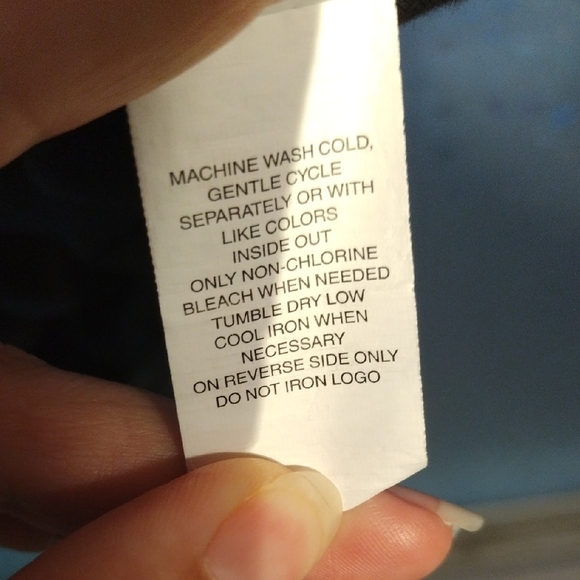 MACHINE WASH COLD,
GENTLE CYCLE
SEPARATELY OR WITH
LIKE COLORS
INSIDE OUT
ONLY NON-CHLORINE
BLEACH WHEN NEEDED
TUMBLE DRY LOW
COOL IRON WHEN
NECESSARY
ON REVERSE SIDE ONLY
DO NOT IRON LOGO